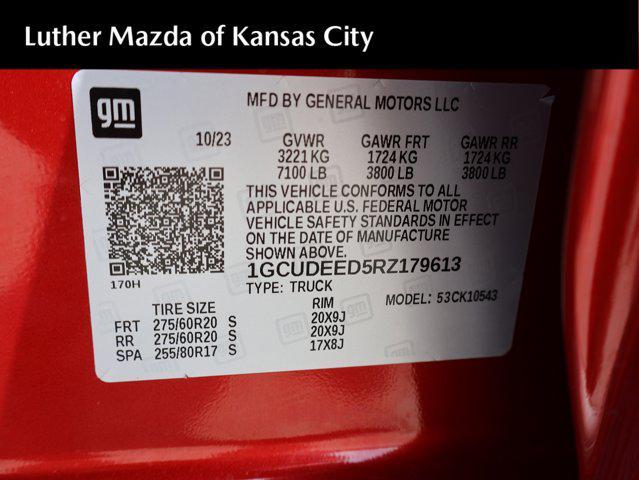 Luther Mazda of Kansas City
gm
MFD BY GENERAL MOTORS LLC
10/23 GVWR GAWR FRT GAWR RR
3221 KG 1724 KG 1724 KG
7100 LB 3800 LB 3800 LB
THIS VEHICLE CONFORMS TO ALL
APPLICABLE U.S. FEDERAL MOTOR
VEHICLE SAFETY STANDARDS IN EFFECT
ON THE DATE OF MANUFACTURE
SHOWN ABOVE.
1GCUDEED5RZ179613
170H
TYPE: TRUCK MODEL: 53CK10543
TIRE SIZE RIM
FRT 275/60R20 S 20X9J
RR 275/60R20 S 20X9J
SPA 255/80R17 S 17X8J